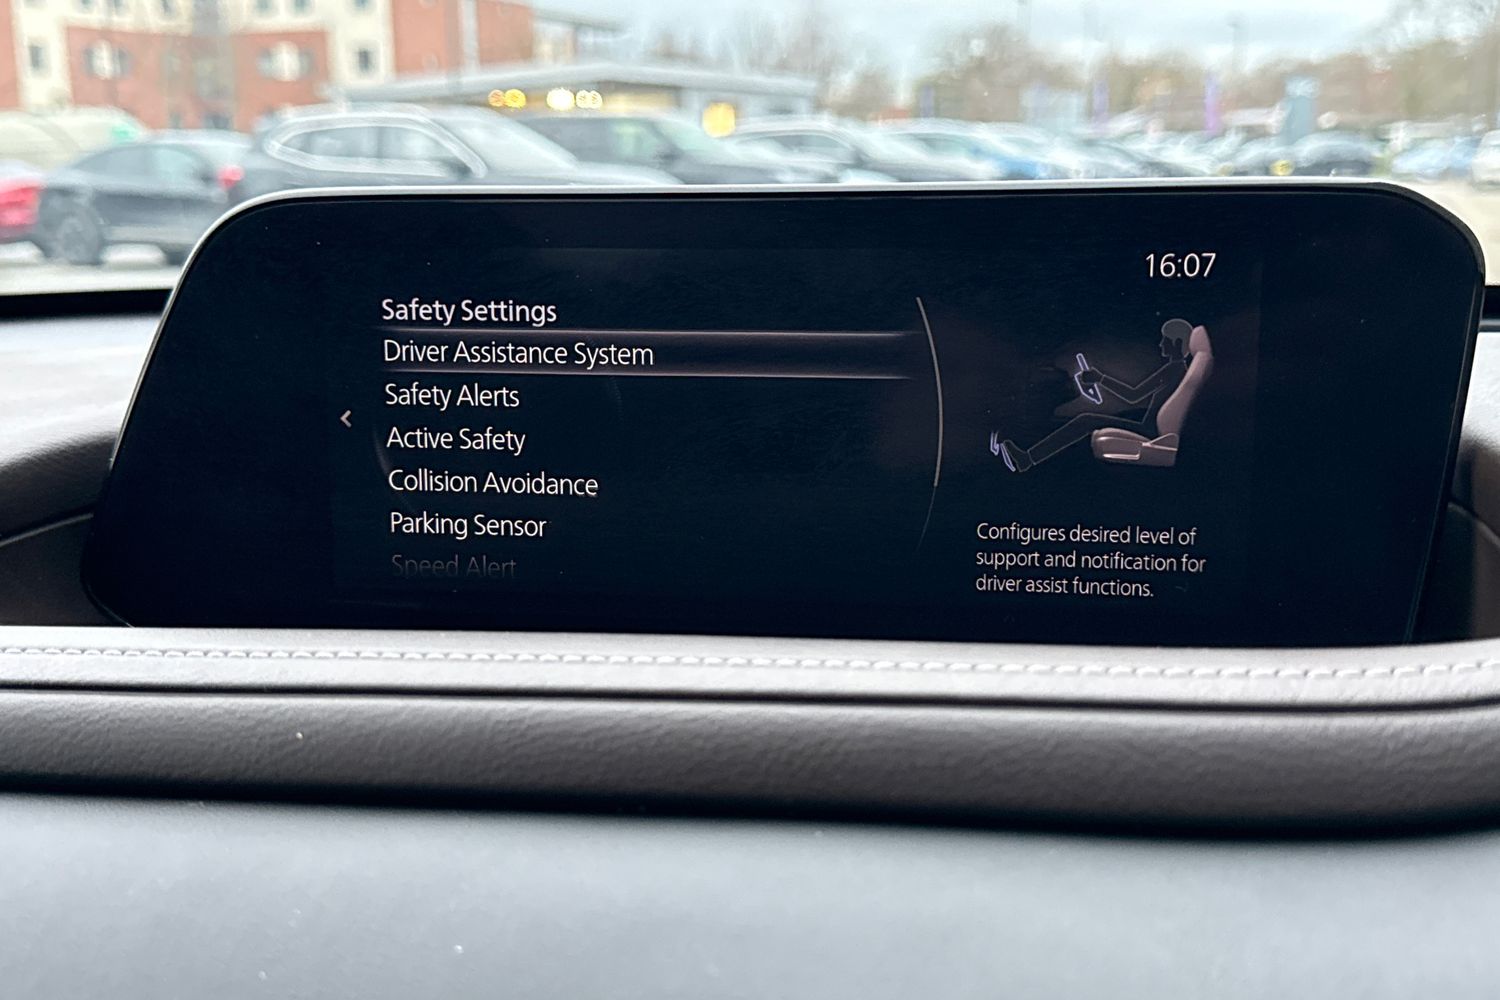 16:07
Safety Settings
Driver Assistance System
Safety Alerts
Active Safety
Collision Avoidance
Parking Sensor
Speed Alert
Configures desired level of
support and notification for
driver assist functions.